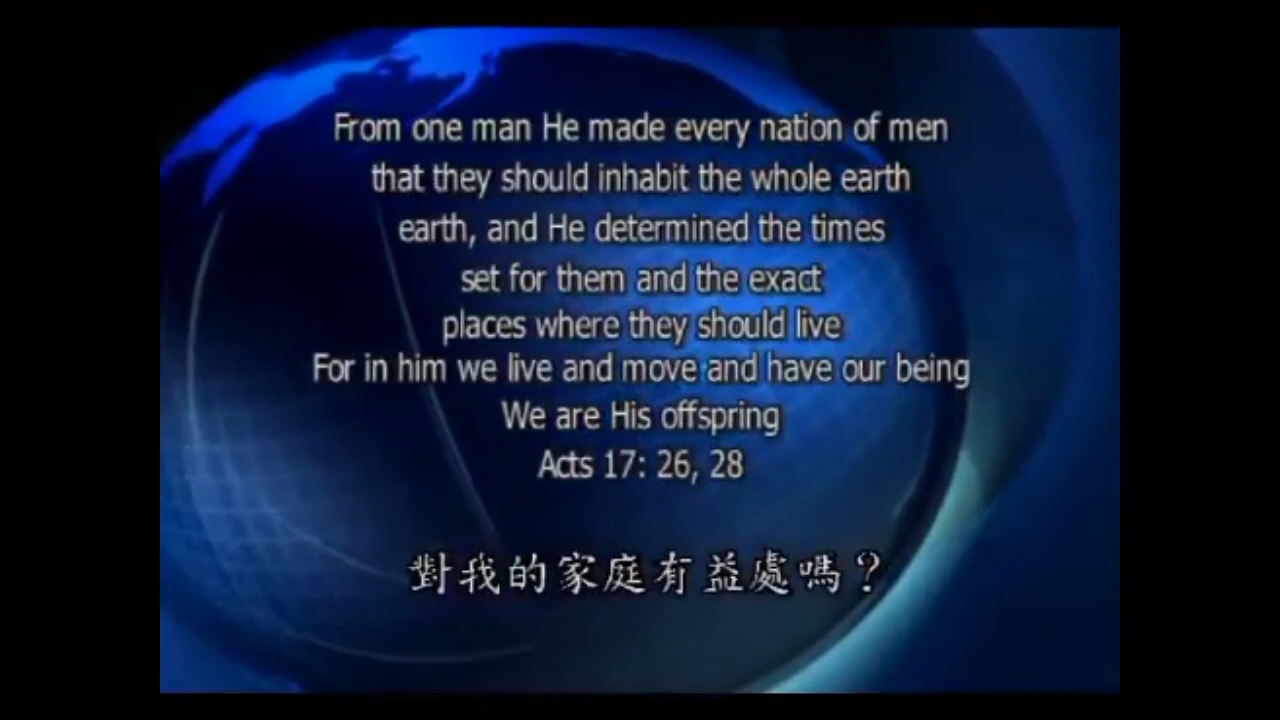 From one man He made every nation of men
that they should inhabit the whole earth
earth, and He determined the times
set for them and the exact
places where they should live
For in him we live and move and have our being
We are His offspring
Acts 17: 26, 28
對我的家庭有益處嗎？